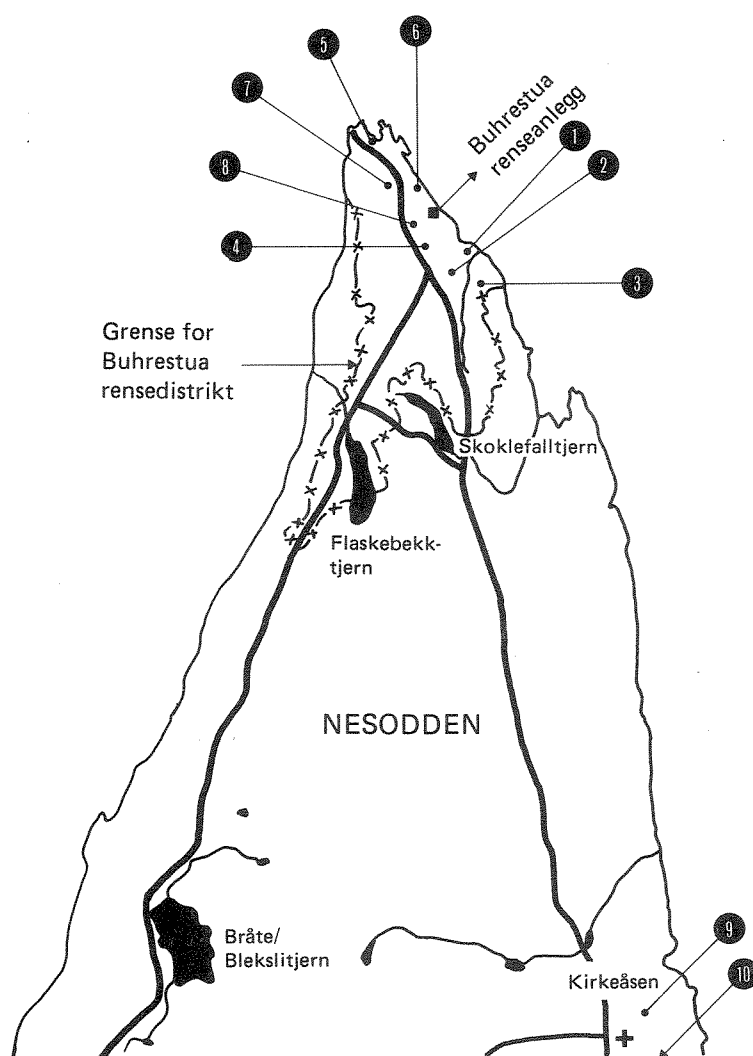 5
6
7
Buhrestua
renseanlegg
1
8
2
4
3
Grense for
Buhrestua
rensedistrikt
Skoklefalltjern
Flaskebekk-
tjern
NESODDEN
Bråte/
Blekslitjern
9
10
Kirkeåsen